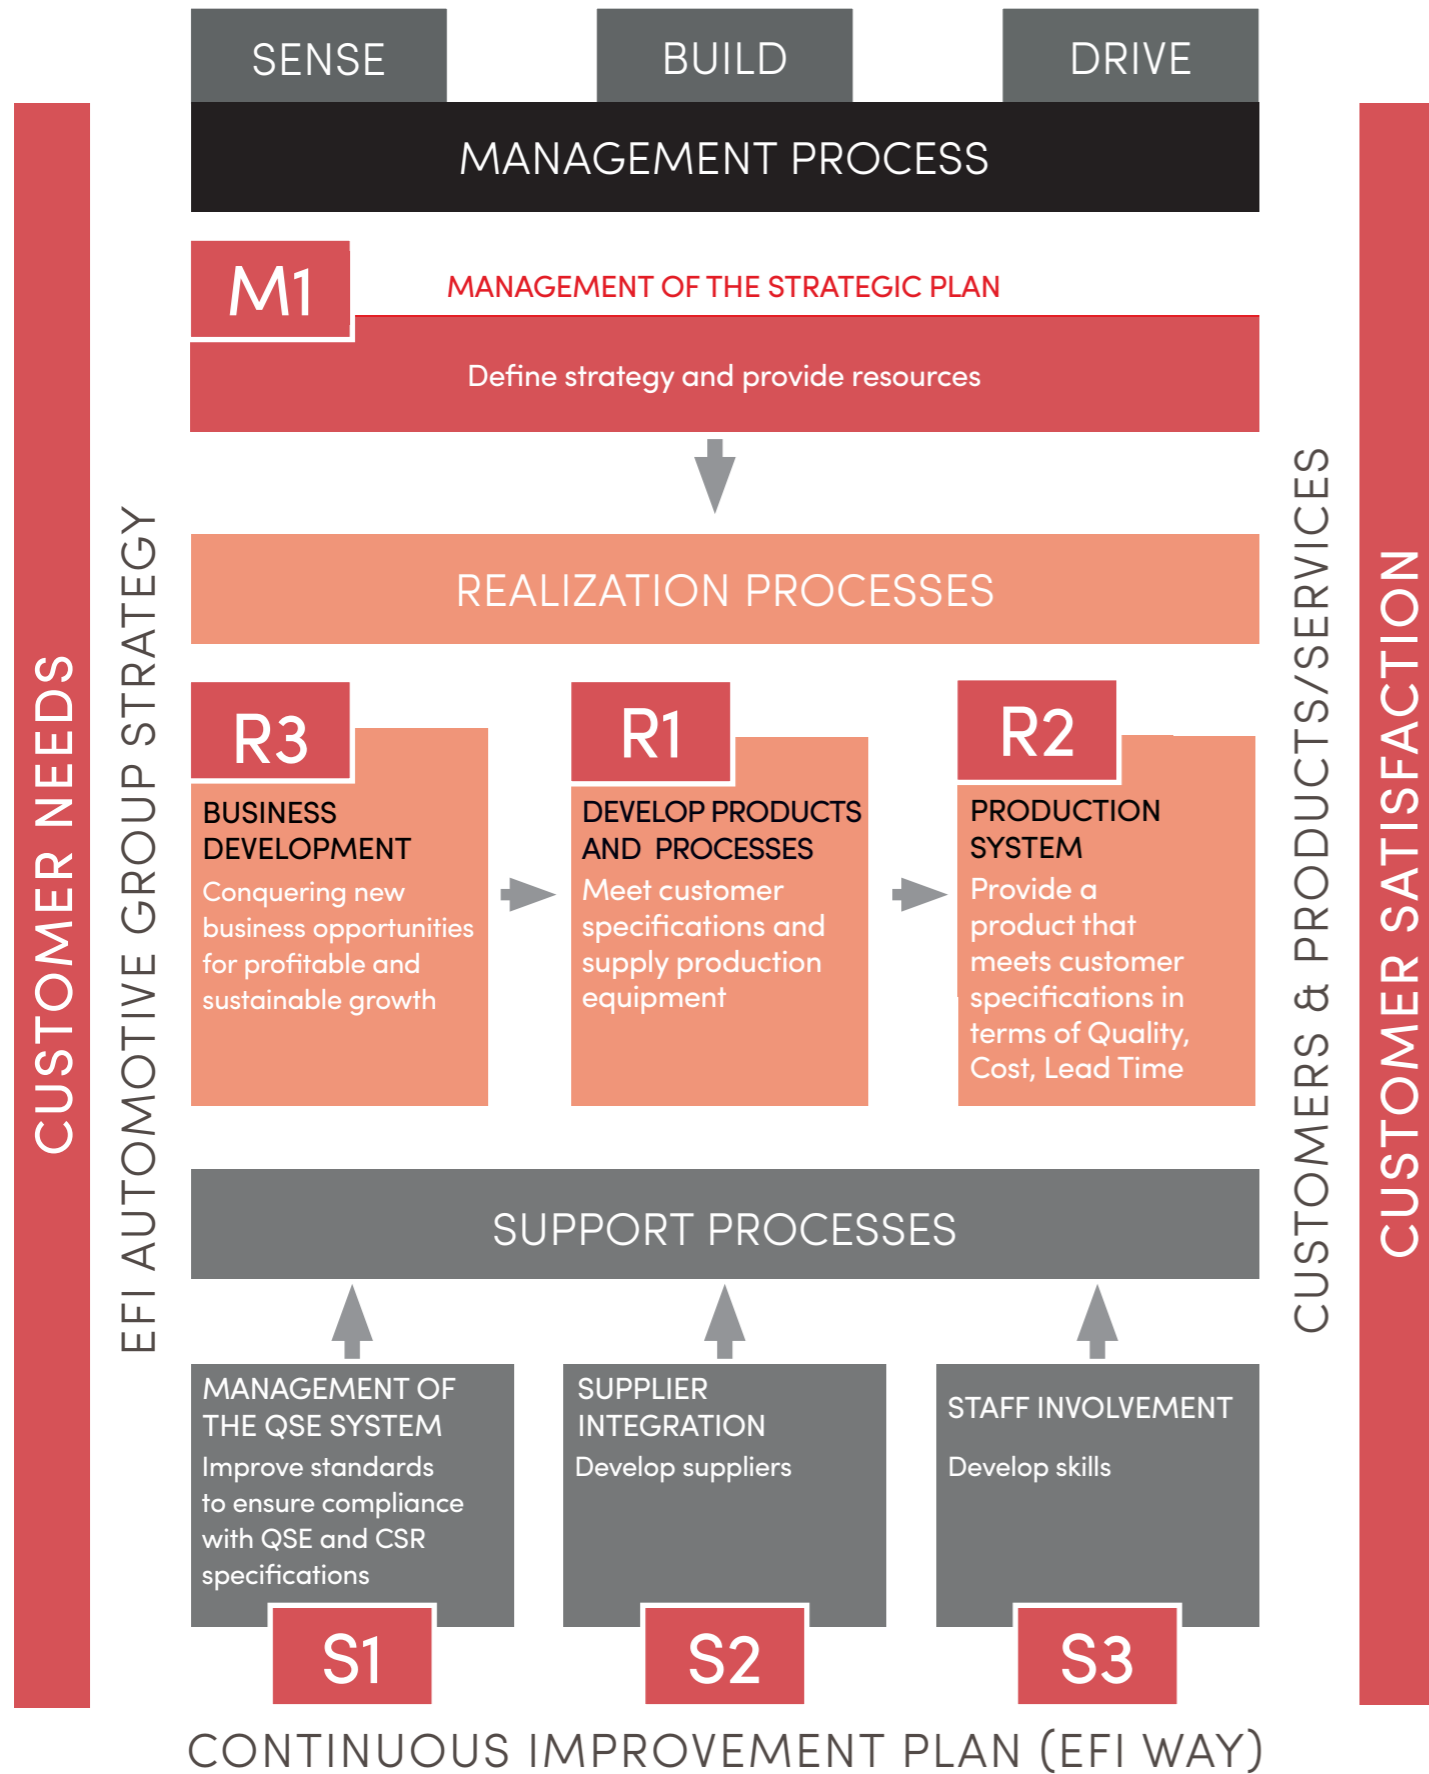 SENSE
BUILD
DRIVE
MANAGEMENT PROCESS
M1
MANAGEMENT OF THE STRATEGIC PLAN
Define strategy and provide resources
CUSTOMER NEEDS
EFI AUTOMOTIVE GROUP STRATEGY
REALIZATION PROCESSES
R3
BUSINESS
DEVELOPMENT
Conquering new
business opportunities
for profitable and
sustainable growth
R1
DEVELOP PRODUCTS
AND PROCESSES
Meet customer
specifications and
supply production
equipment
R2
PRODUCTION
SYSTEM
Provide a
product that
meets customer
specifications in
terms of Quality,
Cost, Lead Time
CUSTOMERS & PRODUCTS/SERVICES
CUSTOMER SATISFACTION
SUPPORT PROCESSES
MANAGEMENT OF
THE QSE SYSTEM
Improve standards
to ensure compliance
with QSE and CSR
specifications
S1
SUPPLIER
INTEGRATION
Develop suppliers
S2
STAFF INVOLVEMENT
Develop skills
S3
CONTINUOUS IMPROVEMENT PLAN (EFI WAY)